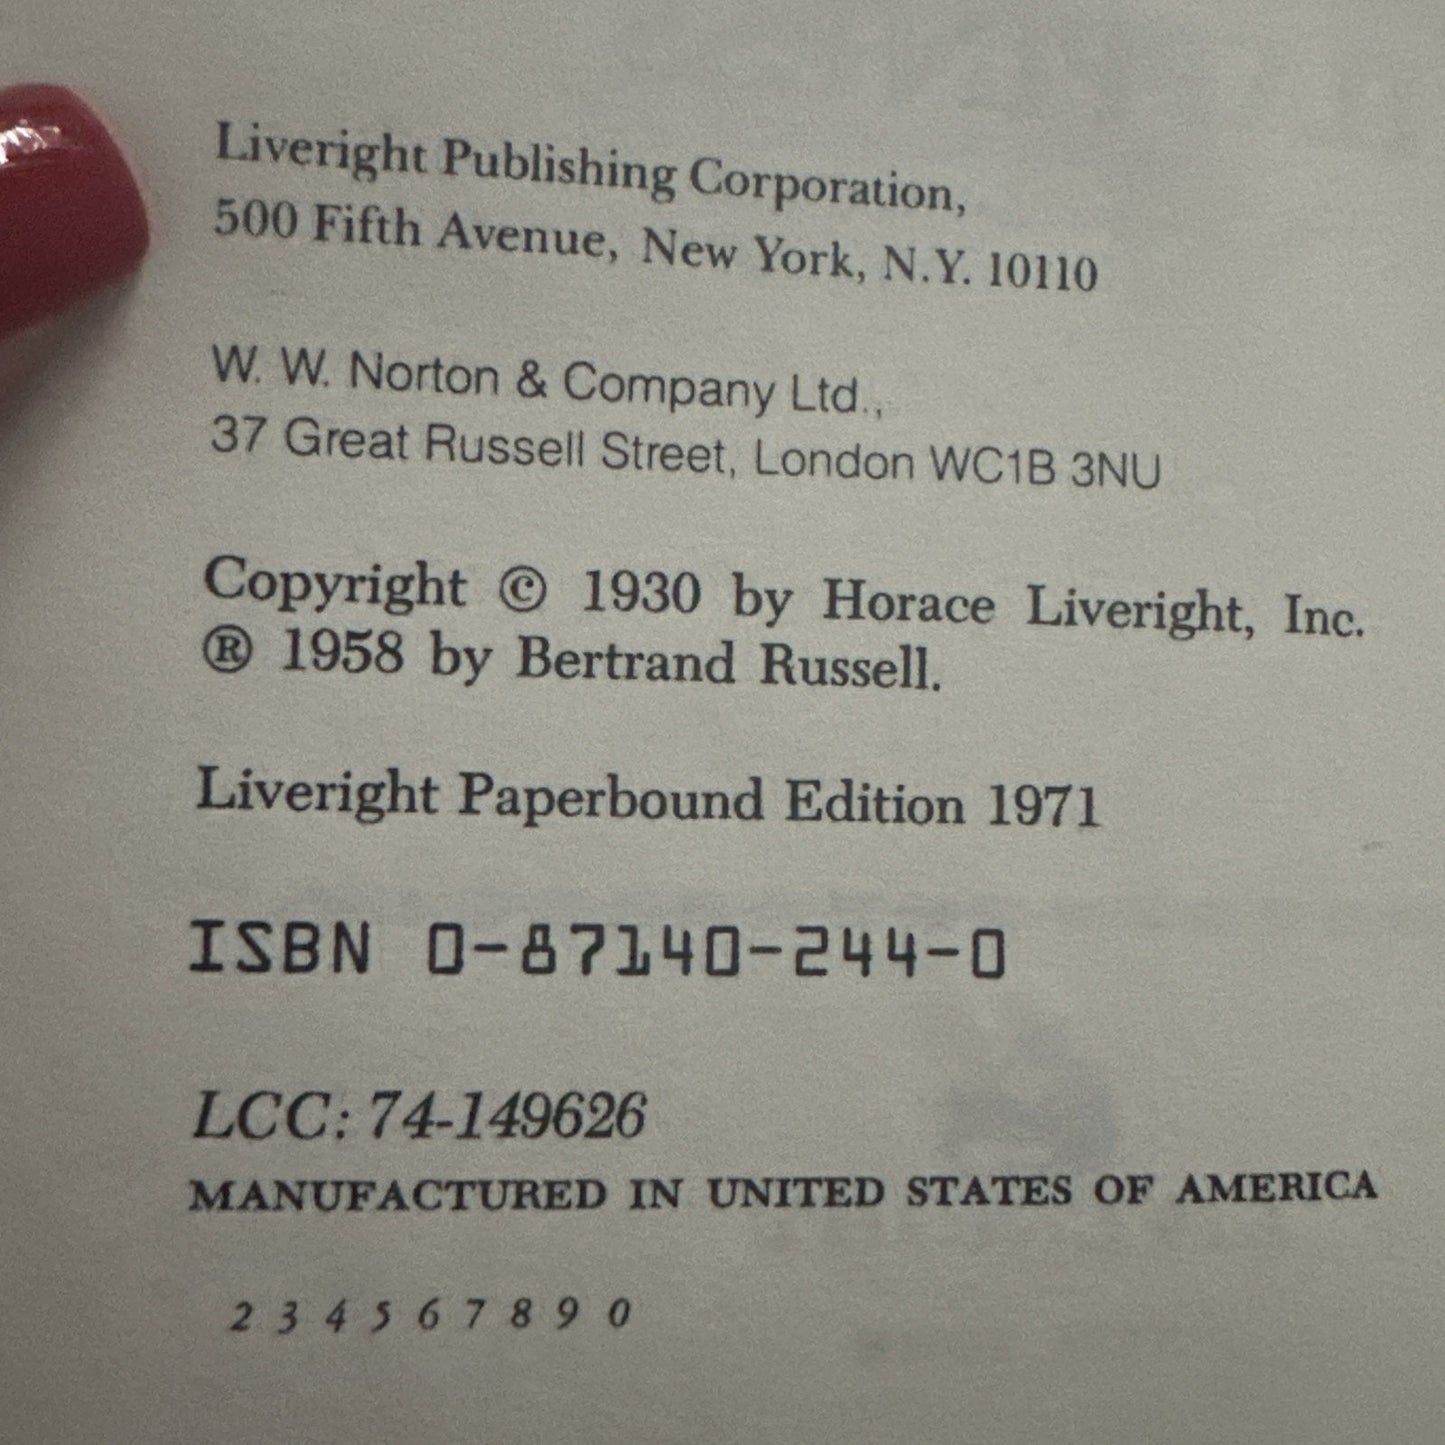 Liveright Publishing Corporation,
500 Fifth Avenue, New York, N.Y. 10110
W. W. Norton & Company Ltd.,
37 Great Russell Street, London WC1B 3NU
Copyright © 1930 by Horace Liveright, Inc.
® 1958 by Bertrand Russell.
Liveright Paperbound Edition 1971
ISBN 0-87140-244-0
LCC: 74-149626
MANUFACTURED IN UNITED STATES OF AMERICA
2 3 4 5 6 7 8 9 0